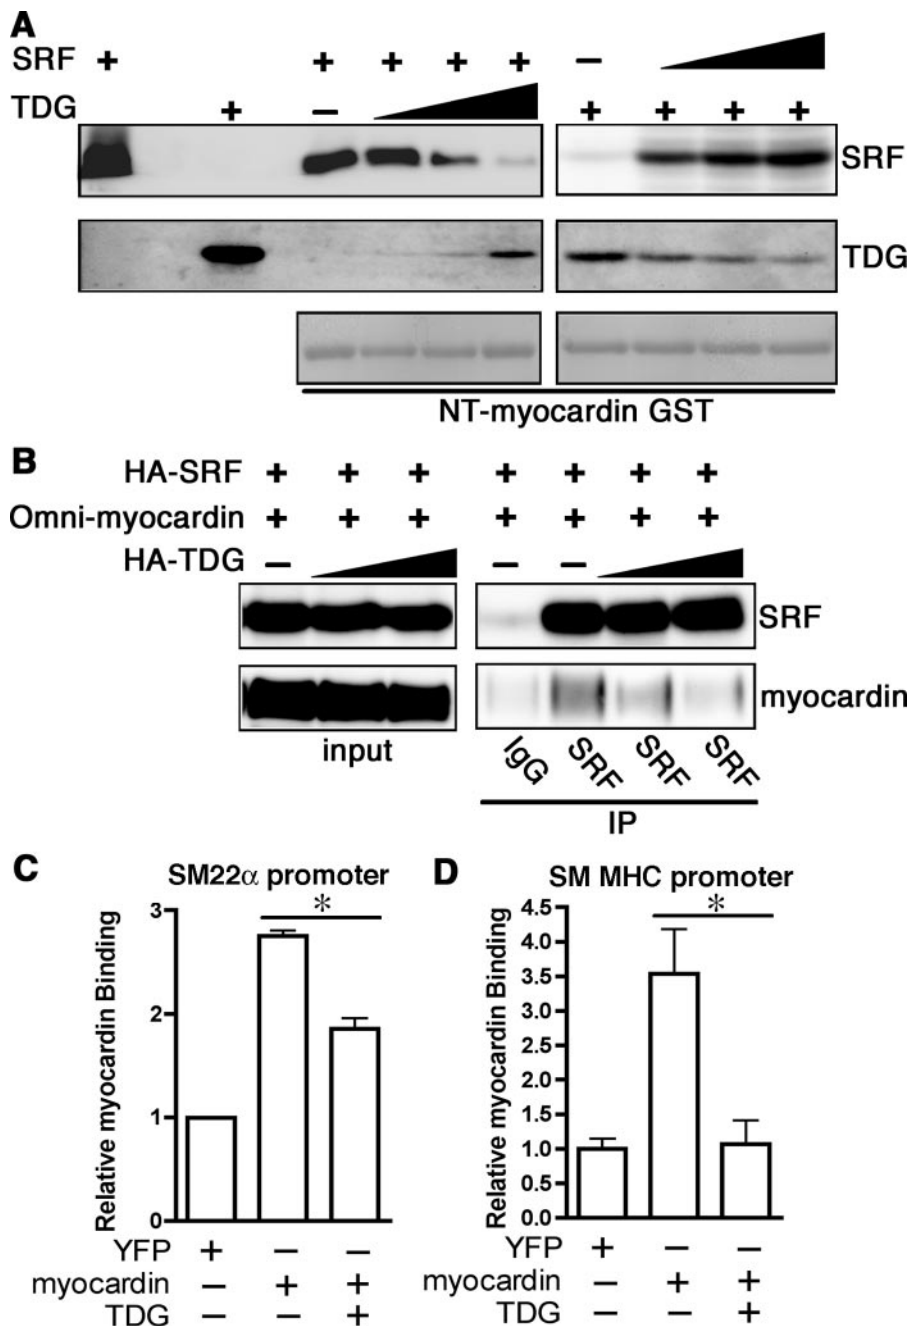 A
SRF + + + + + −
TDG + − + + + +
SRF
TDG
NT-myocardin GST
B
HA-SRF + + + + + + +
Omni-myocardin + + + + + + +
HA-TDG − − −
SRF
myocardin
input
IgG SRF SRF SRF
IP
C
SM22α promoter
*
Relative myocardin Binding
3
2
1
0
YFP + − −
myocardin − + +
TDG − − +
D
SM MHC promoter
*
Relative myocardin Binding
4.5
3.5
3.0
4.0
2.5
1.0
1.5
0.5
0.0
YFP + − −
myocardin − + +
TDG − − +